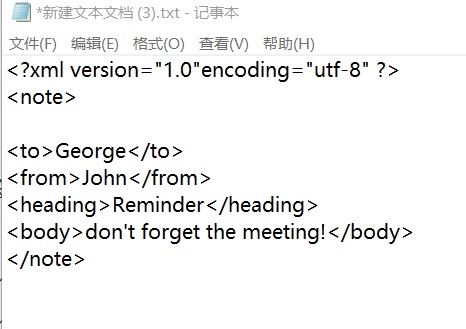 *新建文本文档 (3).txt - 记事本
文件(F) 编辑(E) 格式(O) 查看(V) 帮助(H)
<?xml version="1.0"encoding="utf-8" ?>
<note>
<to>George</to>
<from>John</from>
<heading>Reminder</heading>
<body>don't forget the meeting!</body>
</note>